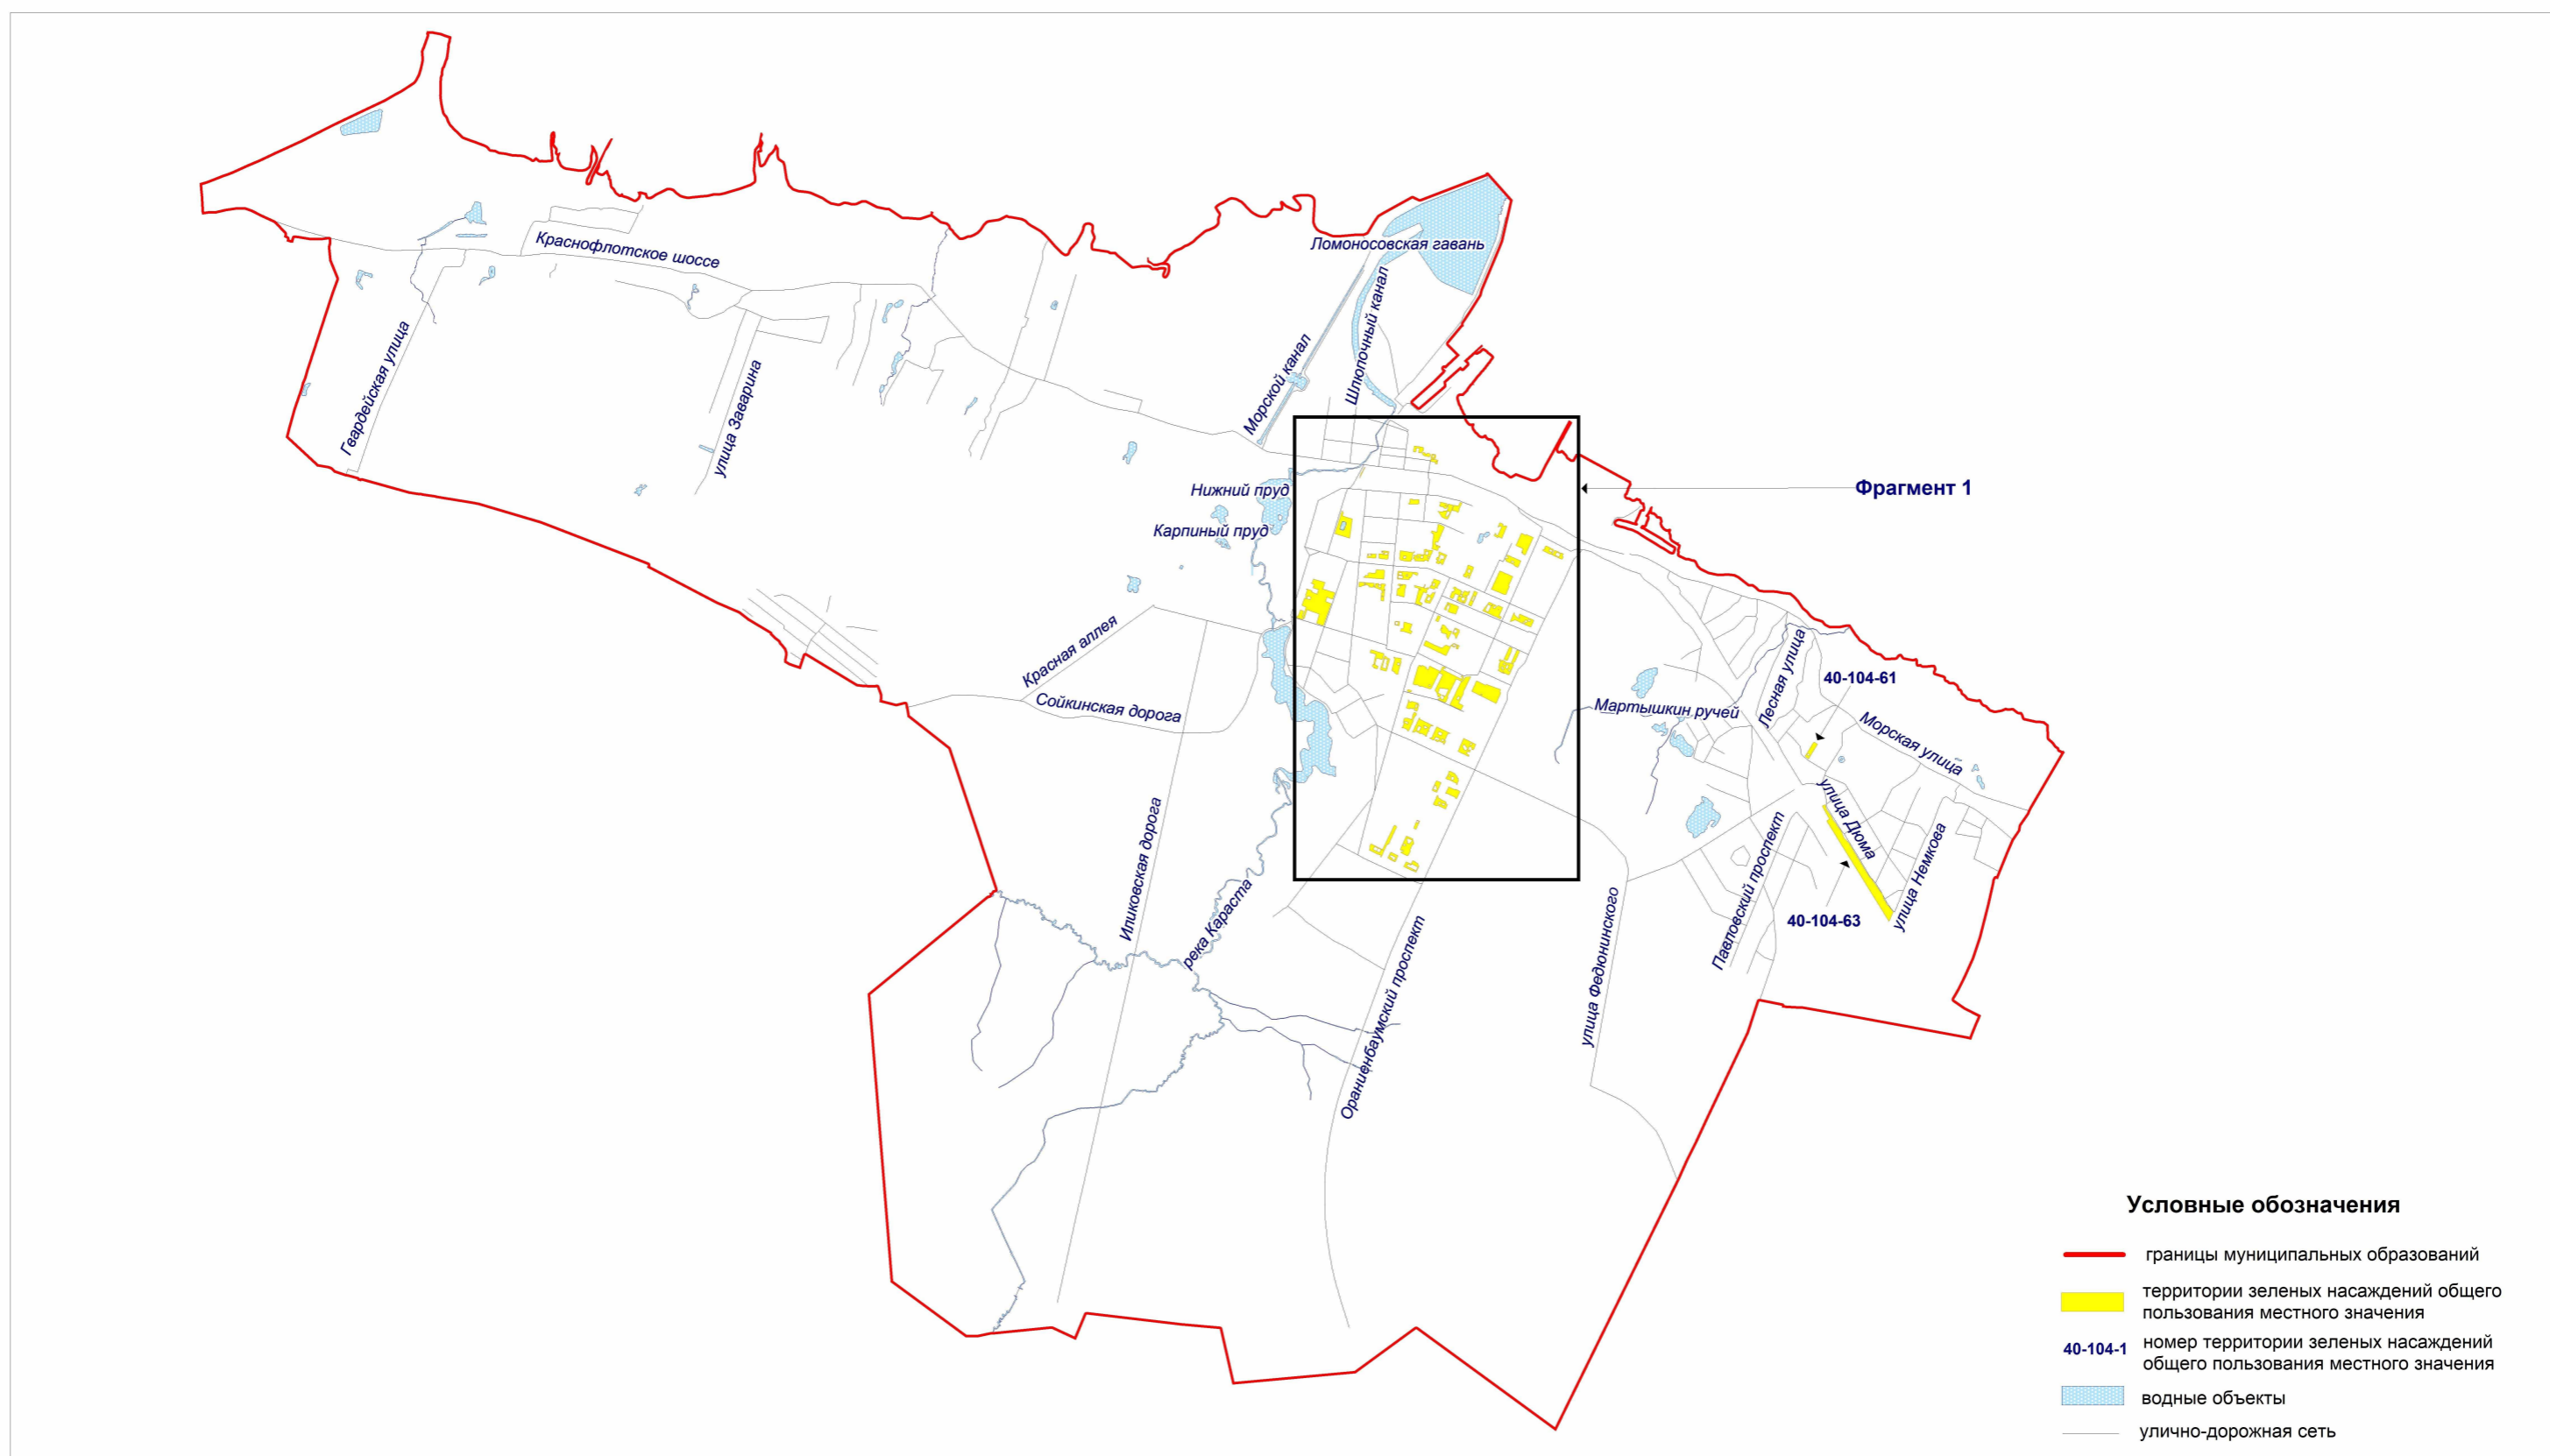 Ломоносовская гавань
Краснофлотское шоссе
Шлюпочный канал
Морской канал
Гвардейская улица
улица Заварина
Нижний пруд
Фрагмент 1
Карпиный пруд
Красная аллея
Сойкинская дорога
Лесная улица
40-104-61
Мартышкин ручей
Морская улица
улица Дюма
Иликовская дорога
река Караста
Павловский проспект
улица Немкова
40-104-63
Ораниенбаумский проспект
улица Федюнинского
Условные обозначения
границы муниципальных образований
территории зеленых насаждений общего
пользования местного значения
40-104-1 номер территории зеленых насаждений
общего пользования местного значения
водные объекты
улично-дорожная сеть